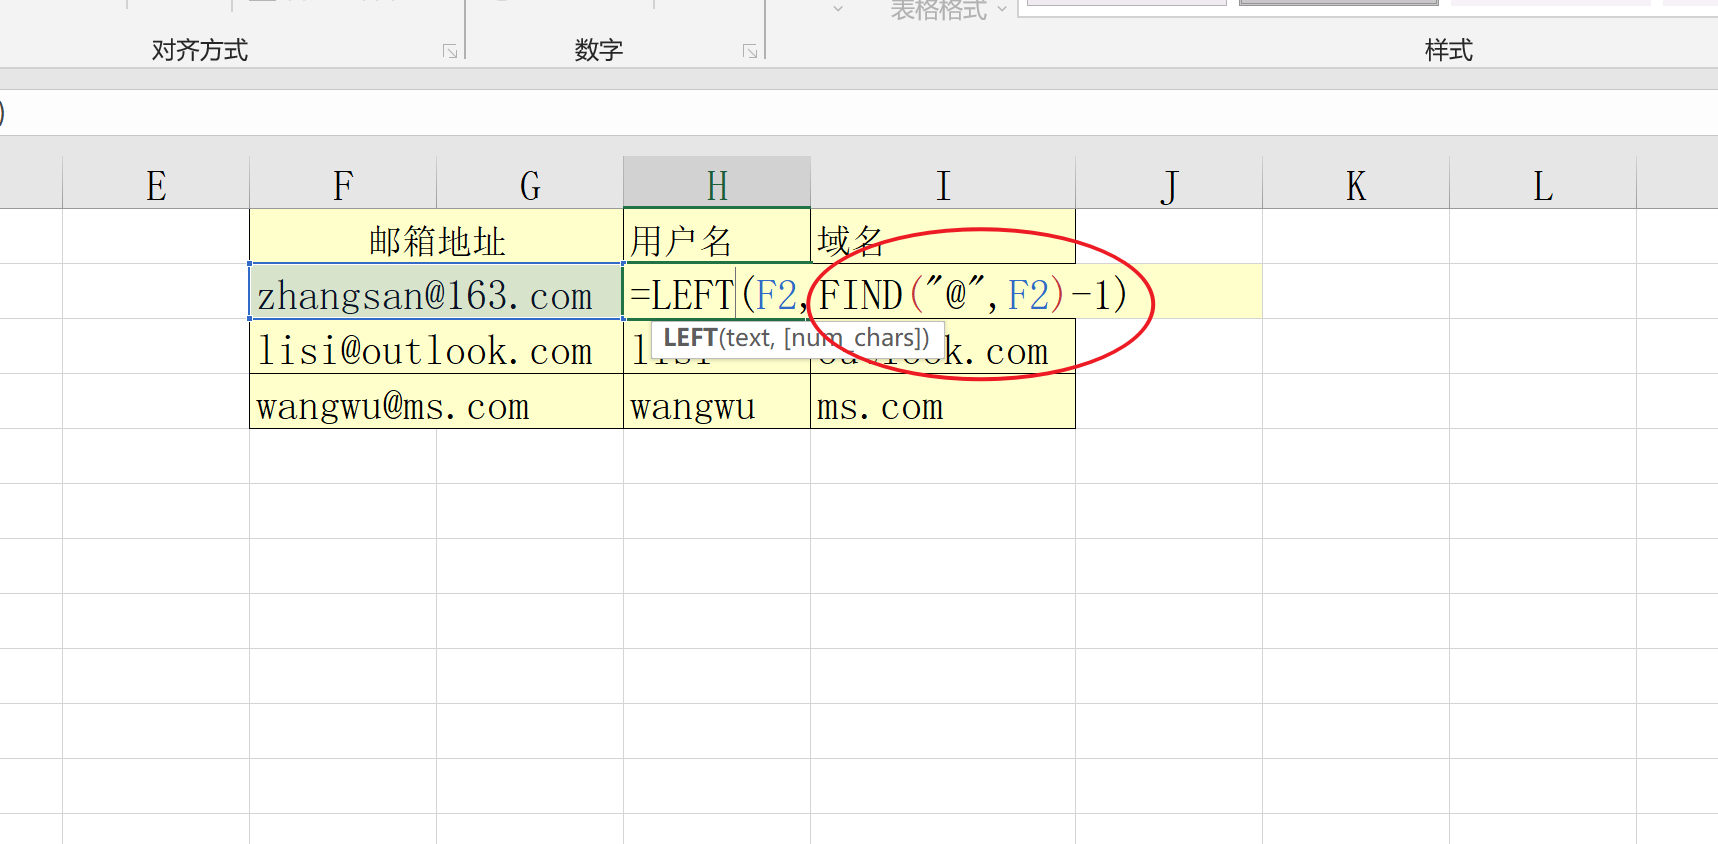 表格格式
对齐方式 数字 样式
)
E F G H I J K L
邮箱地址 用户名 域名
zhangsan@163.com =LEFT(F2,FIND("@",F2)-1)
LEFT(text, [num_chars])
lisi@outlook.com lisi outlook.com
wangwu@ms.com wangwu ms.com